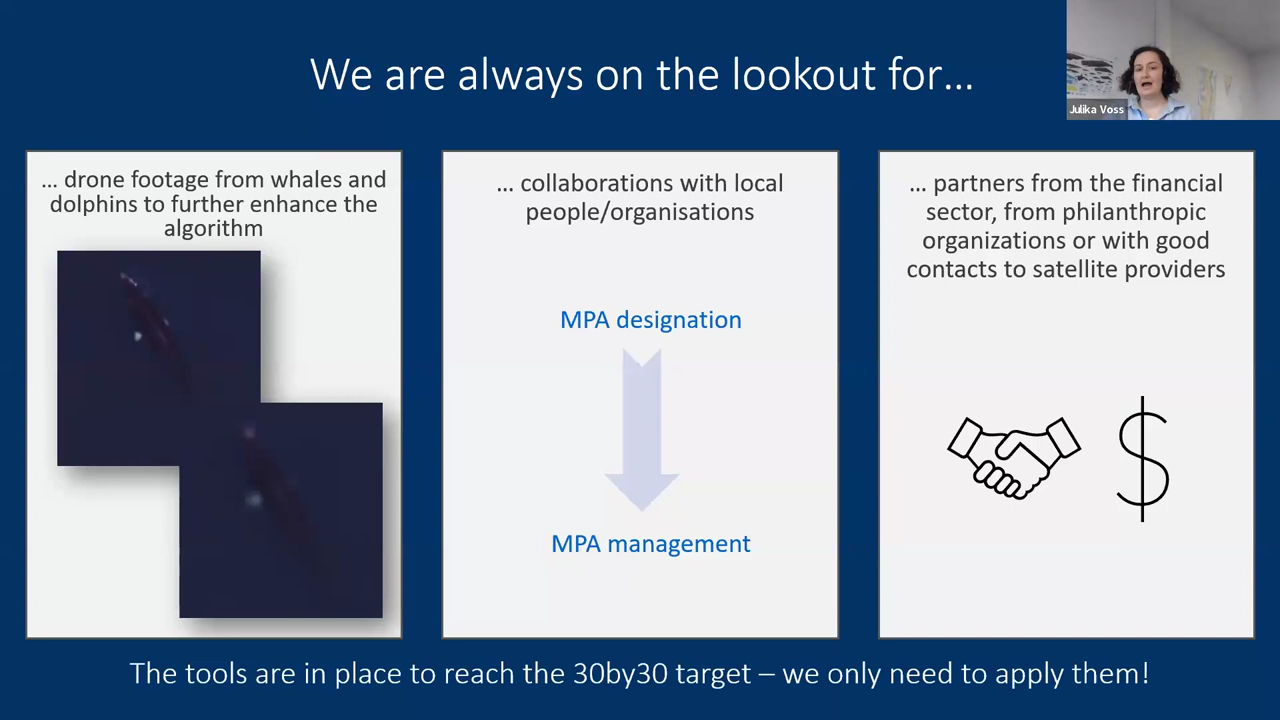 We are always on the lookout for...
Julika Voss
... drone footage from whales and
dolphins to further enhance the
algorithm
... collaborations with local
people/organisations
MPA designation
MPA management
... partners from the financial
sector, from philanthropic
organizations or with good
contacts to satellite providers
$
The tools are in place to reach the 30by30 target – we only need to apply them!